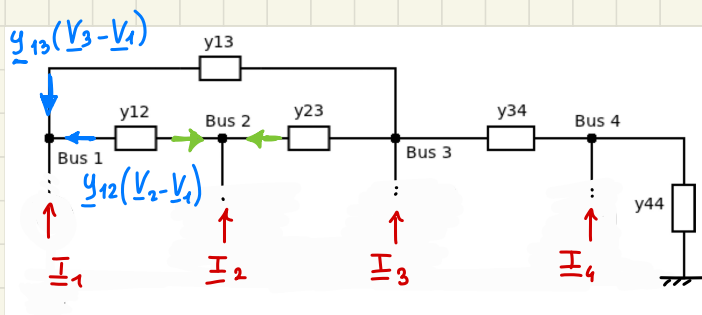 y13(V3-V1)
y13
y12
Bus 2
y23
y34
Bus 4
Bus 1
Bus 3
y12(V2-V1)
y44
I1
I2
I3
I4